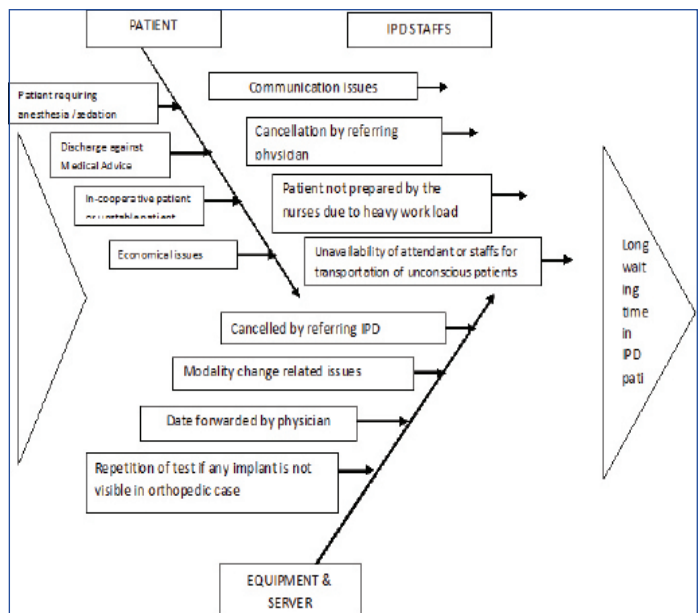 PATIENT
IPD STAFFS
Communication issues
Patient requiring
anesthesia /sedation
Cancellation by referring
physician
Discharge against
Medical Advice
Patient not prepared by the
nurses due to heavy work load
In-cooperative patient
or unstable patient
Unavailability of attendant or staffs for
transportation of unconscious patients
Economical issues
Long
wait
ing
time
in
IPD
pati
Cancelled by referring IPD
Modality change related issues
Date forwarded by physician
Repetition of test if any implant is not
visible in orthopedic case
EQUIPMENT &
SERVER